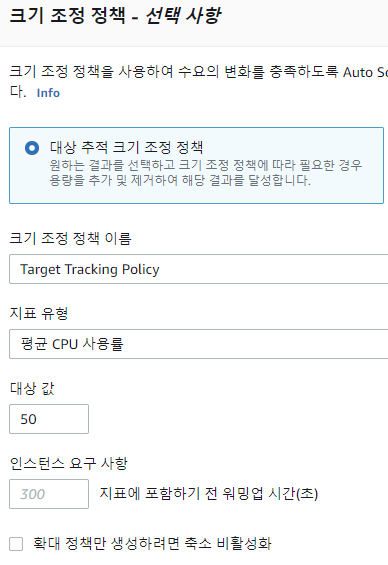 크기 조정 정책 - 선택 사항
크기 조정 정책을 사용하여 수요의 변화를 충족하도록 Auto
다. Info
대상 추적 크기 조정 정책
원하는 결과를 선택하고 크기 조정 정책에 따라 필요한 경우
용량을 추가 및 제거하여 해당 결과를 달성합니다.
크기 조정 정책 이름
Target Tracking Policy
지표 유형
평균 CPU 사용률
대상 값
50
인스턴스 요구 사항
300 지표에 포함하기 전 워밍업 시간(초)
확대 정책만 생성하려면 축소 비활성화